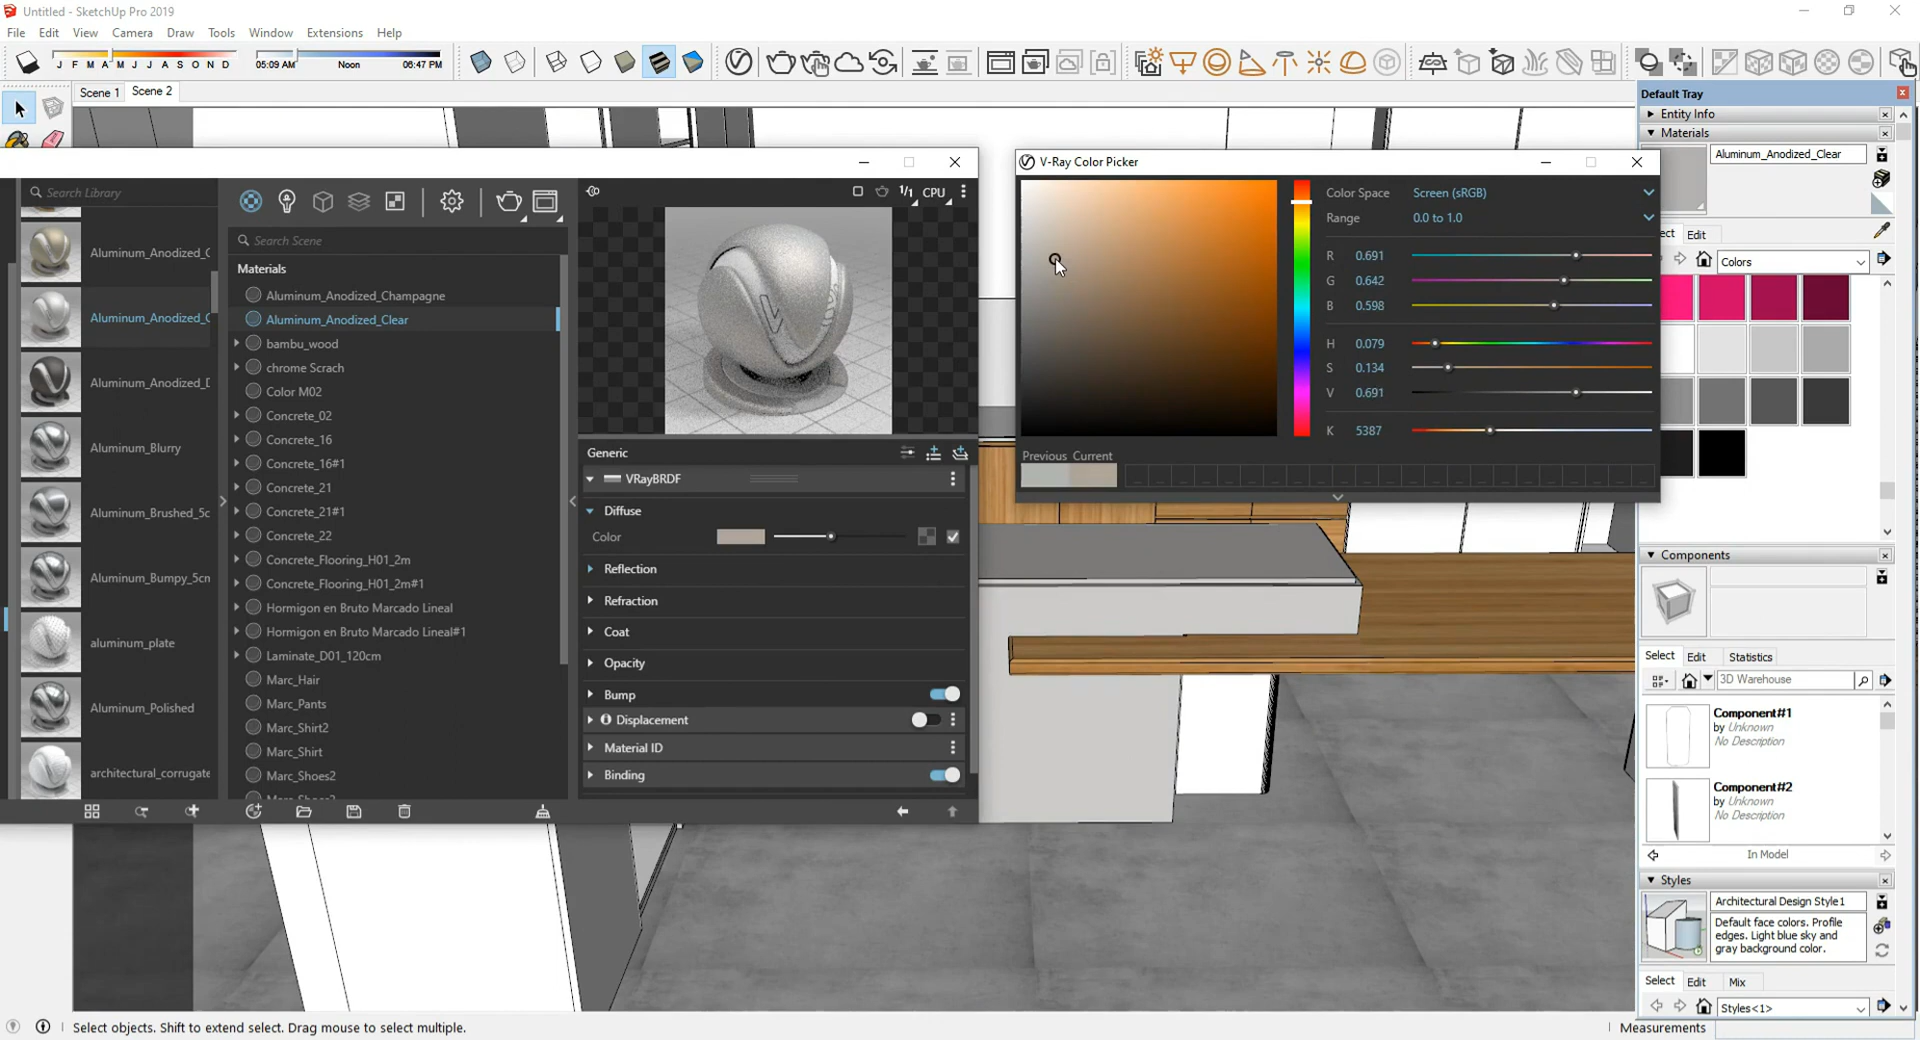 Untitled - SketchUp Pro 2019
File Edit View Camera Draw Tools Window Extensions Help
J F M A M J J A S O N D 05:09 AM Noon 06:47 PM
Scene 1 Scene 2
Search Library
Aluminum_Anodized_C
Aluminum_Anodized_C
Aluminum_Anodized_D
Aluminum_Blurry
Aluminum_Brushed_5c
Aluminum_Bumpy_5cm
aluminum_plate
Aluminum_Polished
architectural_corrugate
Search Scene
Materials
Aluminum_Anodized_Champagne
Aluminum_Anodized_Clear
bambu_wood
chrome Scrach
Color M02
Concrete_02
Concrete_16
Concrete_16#1
Concrete_21
Concrete_21#1
Concrete_22
Concrete_Flooring_H01_2m
Concrete_Flooring_H01_2m#1
Hormigon en Bruto Marcado Lineal
Hormigon en Bruto Marcado Lineal#1
Laminate_D01_120cm
Marc_Hair
Marc_Pants
Marc_Shirt2
Marc_Shirt
Marc_Shoes2
1/1 CPU
Generic
VRayBRDF
Diffuse
Color
Reflection
Refraction
Coat
Opacity
Bump
Displacement
Material ID
Binding
V-Ray Color Picker
Color Space Screen (sRGB)
Range 0.0 to 1.0
R 0.691
G 0.642
B 0.598
H 0.079
S 0.134
V 0.691
K 5387
Previous Current
Default Tray
Entity Info
Materials
Aluminum_Anodized_Clear
Edit
Colors
Components
Select Edit Statistics
3D Warehouse
Component#1
by Unknown
No Description
Component#2
by Unknown
No Description
In Model
Styles
Architectural Design Style1
Default face colors. Profile
edges. Light blue sky and
gray background color.
Select Edit Mix
Styles<1>
Select objects. Shift to extend select. Drag mouse to select multiple.
Measurements